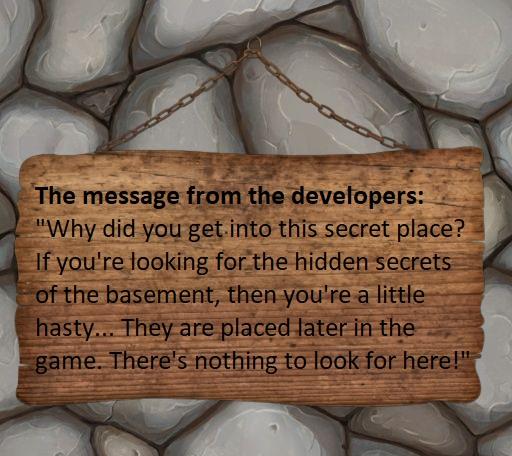 The message from the developers:
"Why did you get into this secret place?
If you're looking for the hidden secrets
of the basement, then you're a little
hasty... They are placed later in the
game. There's nothing to look for here!"